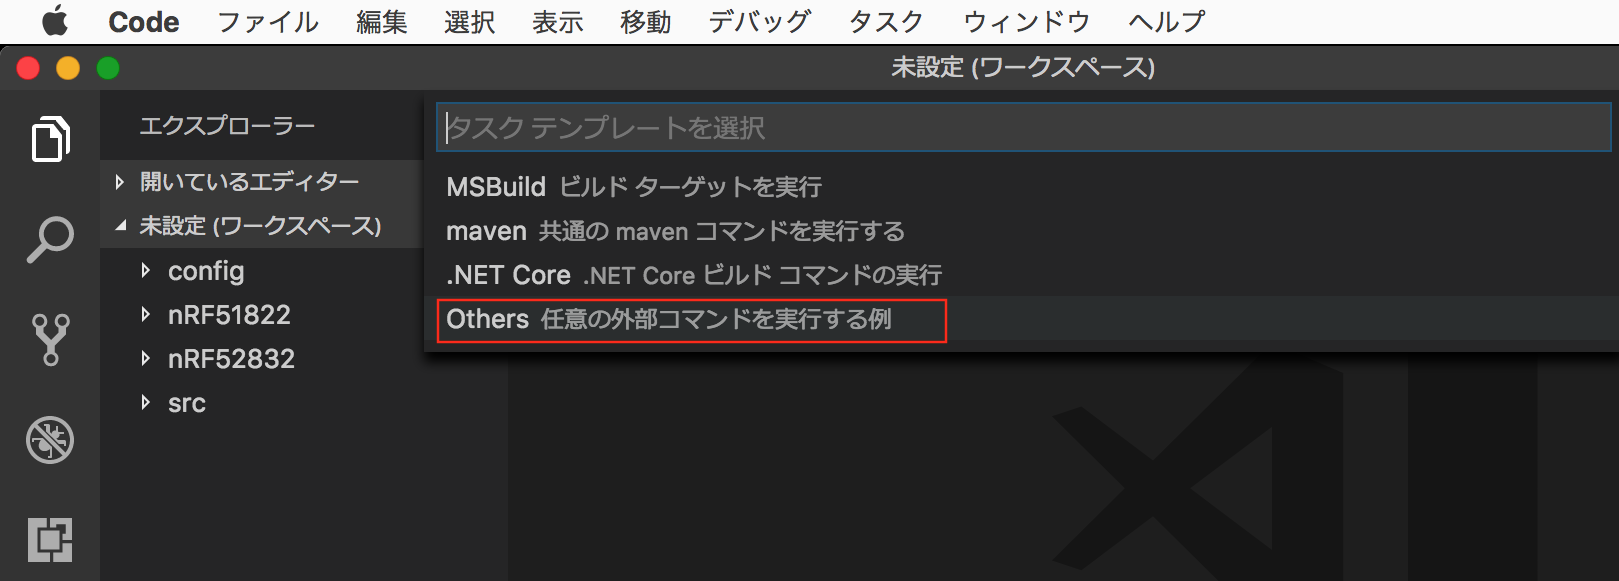 Code ファイル 編集 選択 表示 移動 デバッグ タスク ウィンドウ ヘルプ
未設定 (ワークスペース)
エクスプローラー
開いているエディター
未設定 (ワークスペース)
config
nRF51822
nRF52832
src
タスク テンプレートを選択
MSBuild ビルド ターゲットを実行
maven 共通の maven コマンドを実行する
.NET Core .NET Core ビルド コマンドの実行
Others 任意の外部コマンドを実行する例